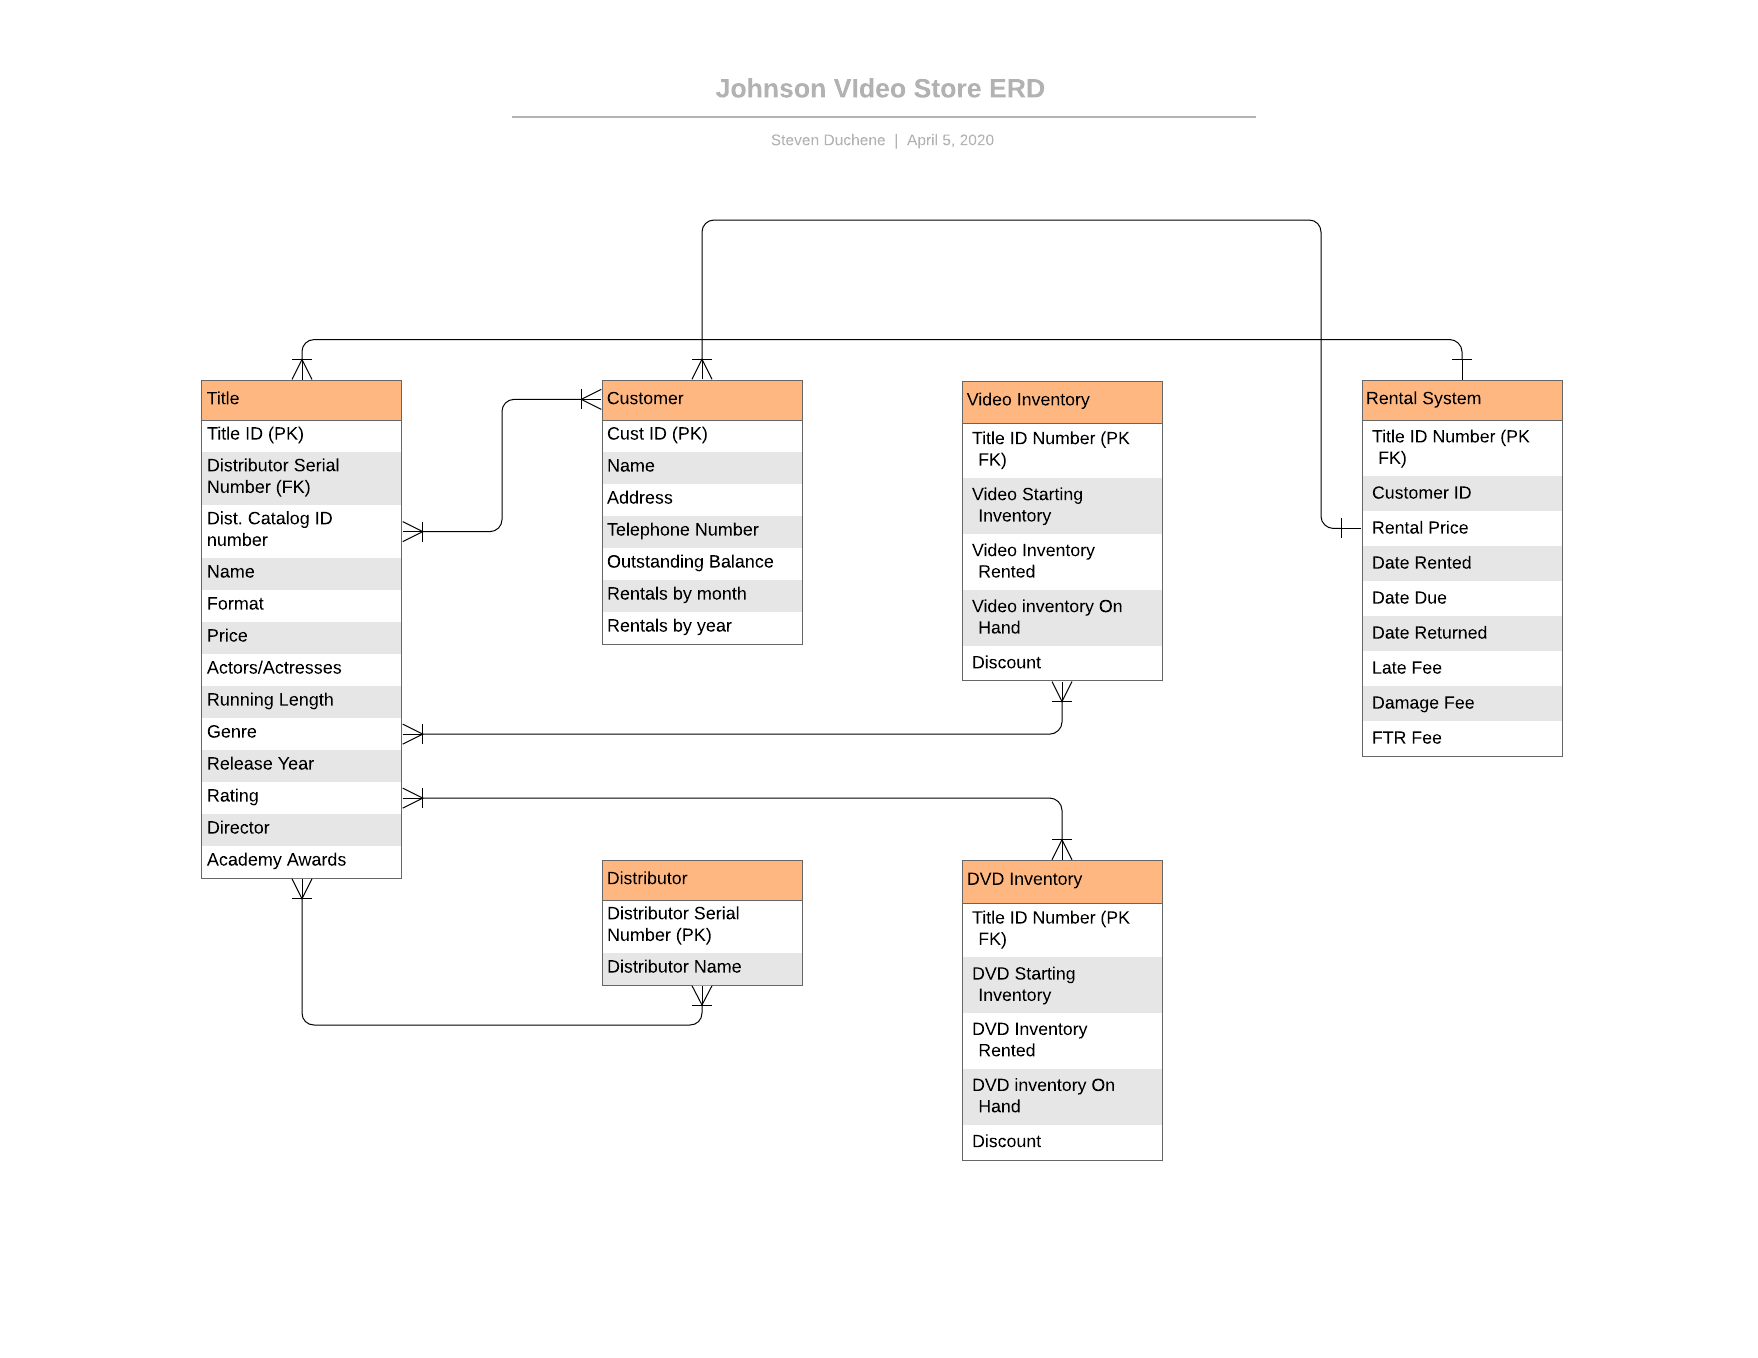 Johnson VIdeo Store ERD
Steven Duchene | April 5, 2020
Title
Title ID (PK)
Distributor Serial
Number (FK)
Dist. Catalog ID
number
Name
Format
Price
Actors/Actresses
Running Length
Genre
Release Year
Rating
Director
Academy Awards
Customer
Cust ID (PK)
Name
Address
Telephone Number
Outstanding Balance
Rentals by month
Rentals by year
Video Inventory
Title ID Number (PK
FK)
Video Starting
Inventory
Video Inventory
Rented
Video inventory On
Hand
Discount
Rental System
Title ID Number (PK
FK)
Customer ID
Rental Price
Date Rented
Date Due
Date Returned
Late Fee
Damage Fee
FTR Fee
Distributor
Distributor Serial
Number (PK)
Distributor Name
DVD Inventory
Title ID Number (PK
FK)
DVD Starting
Inventory
DVD Inventory
Rented
DVD inventory On
Hand
Discount